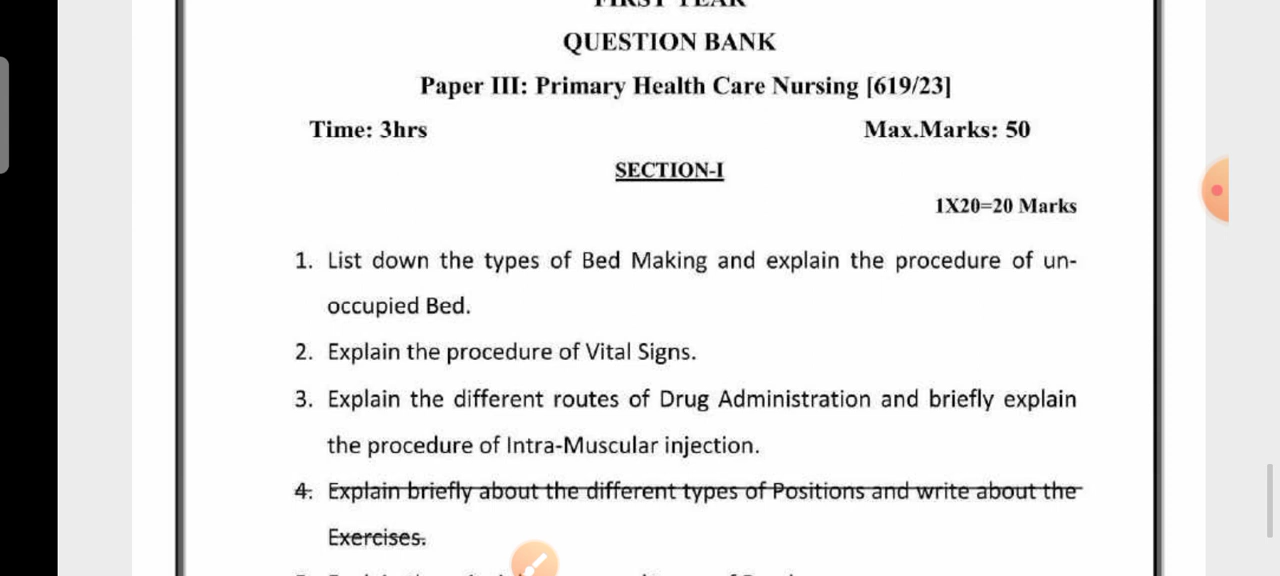 FIRST YEAR
QUESTION BANK
Paper III: Primary Health Care Nursing [619/23]
Time: 3hrs Max.Marks: 50
SECTION-I
1X20=20 Marks
1. List down the types of Bed Making and explain the procedure of un-
occupied Bed.
2. Explain the procedure of Vital Signs.
3. Explain the different routes of Drug Administration and briefly explain
the procedure of Intra-Muscular injection.
4. Explain briefly about the different types of Positions and write about the
Exercises.